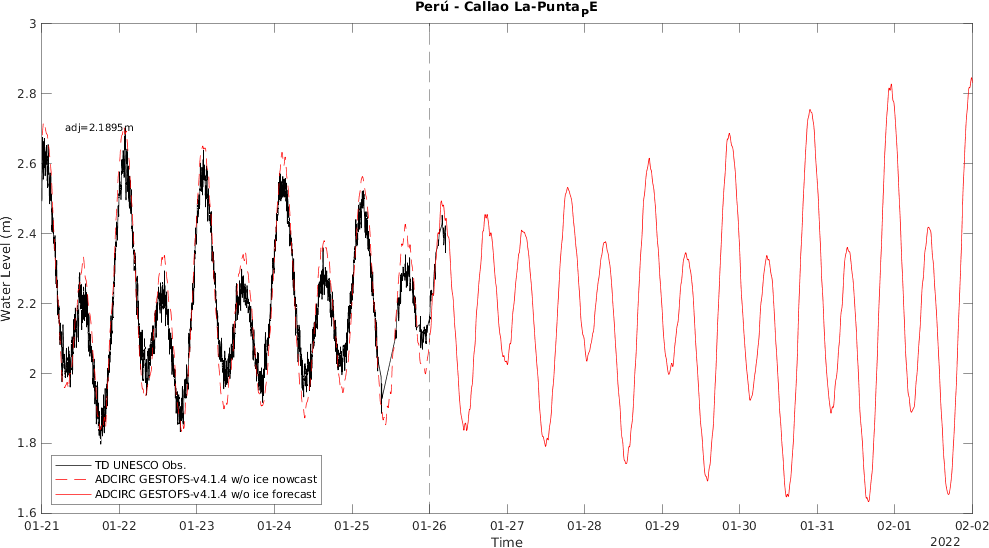 Perú - Callao La-PuntaPE
3
2.8
2.6
2.4
2.2
2
1.8
1.6
Water Level (m)
adj=2.1895m
TD UNESCO Obs.
ADCIRC GESTOFS-v4.1.4 w/o ice nowcast
ADCIRC GESTOFS-v4.1.4 w/o ice forecast
01-21 01-22 01-23 01-24 01-25 01-26 01-27 01-28 01-29 01-30 01-31 02-01 02-02
Time
2022